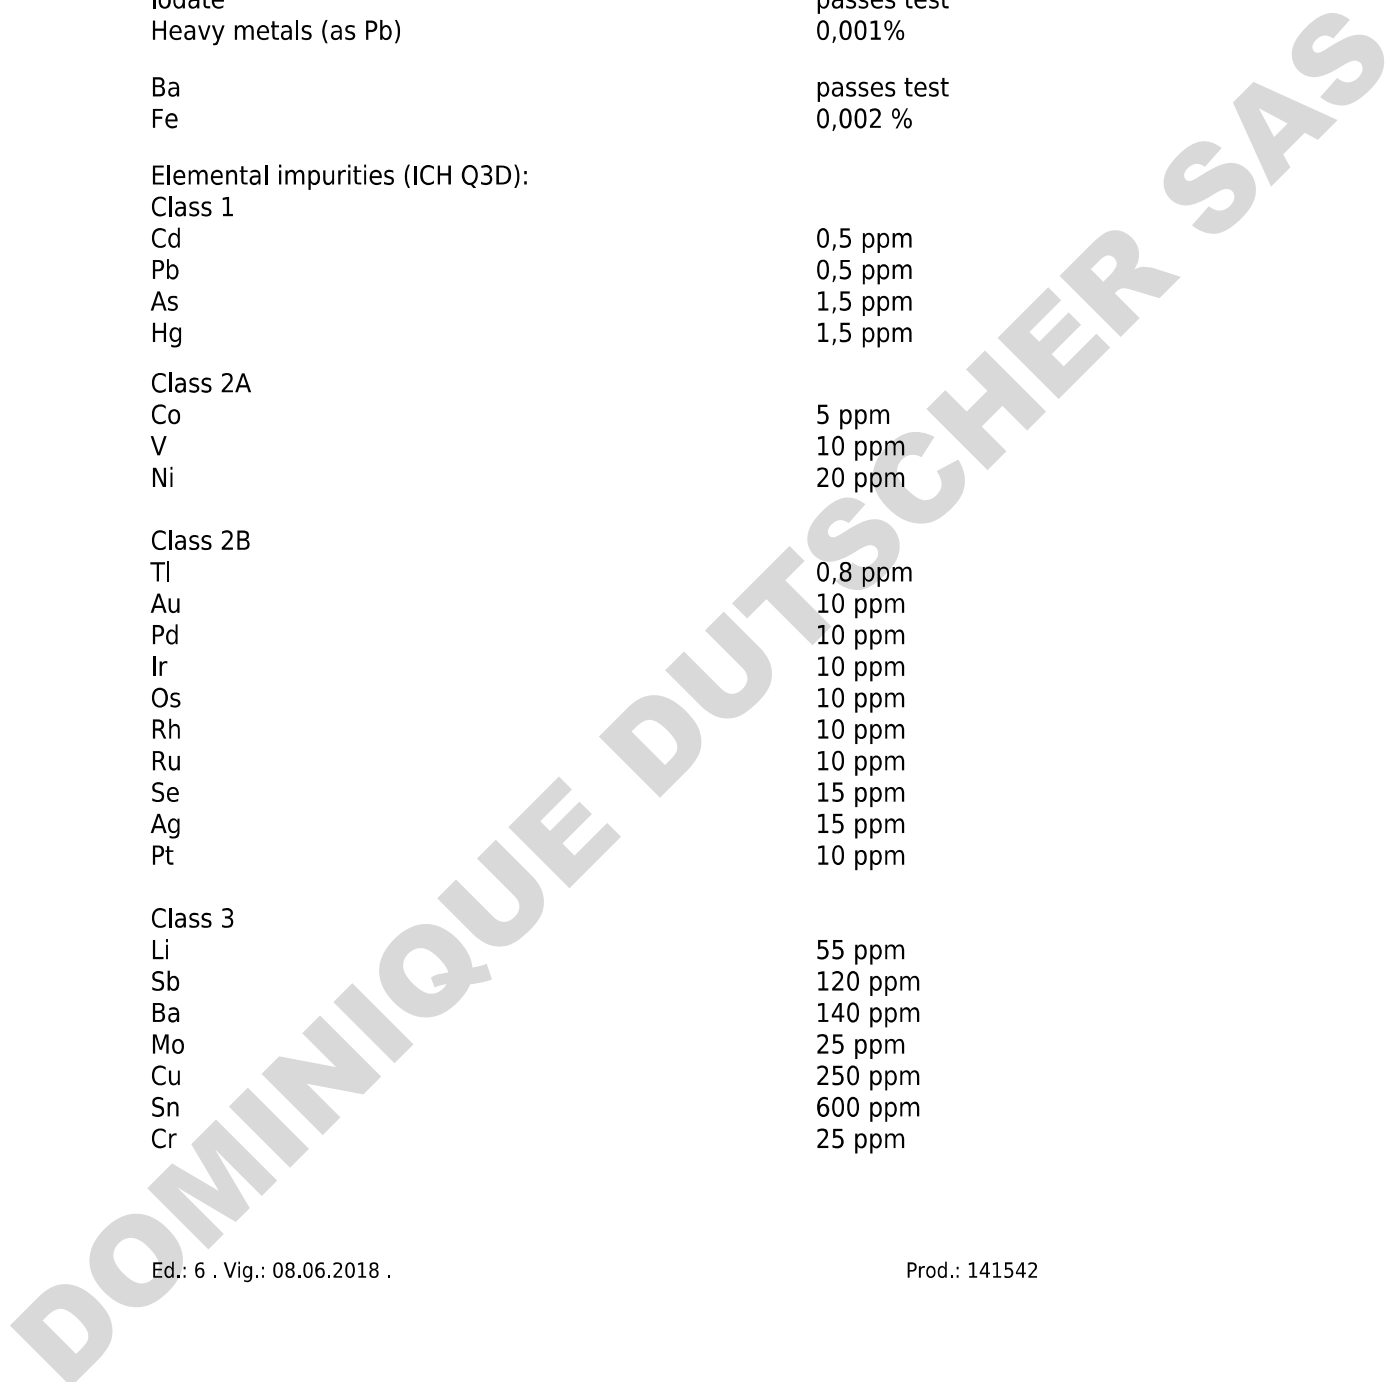 Iodate passes test
Heavy metals (as Pb) 0,001%
Ba passes test
Fe 0,002 %
Elemental impurities (ICH Q3D):
Class 1
Cd 0,5 ppm
Pb 0,5 ppm
As 1,5 ppm
Hg 1,5 ppm
Class 2A
Co 5 ppm
V 10 ppm
Ni 20 ppm
Class 2B
Tl 0,8 ppm
Au 10 ppm
Pd 10 ppm
Ir 10 ppm
Os 10 ppm
Rh 10 ppm
Ru 10 ppm
Se 15 ppm
Ag 15 ppm
Pt 10 ppm
Class 3
Li 55 ppm
Sb 120 ppm
Ba 140 ppm
Mo 25 ppm
Cu 250 ppm
Sn 600 ppm
Cr 25 ppm
Ed.: 6 . Vig.: 08.06.2018 . Prod.: 141542
DOMINIQUE DUTSCHER SAS